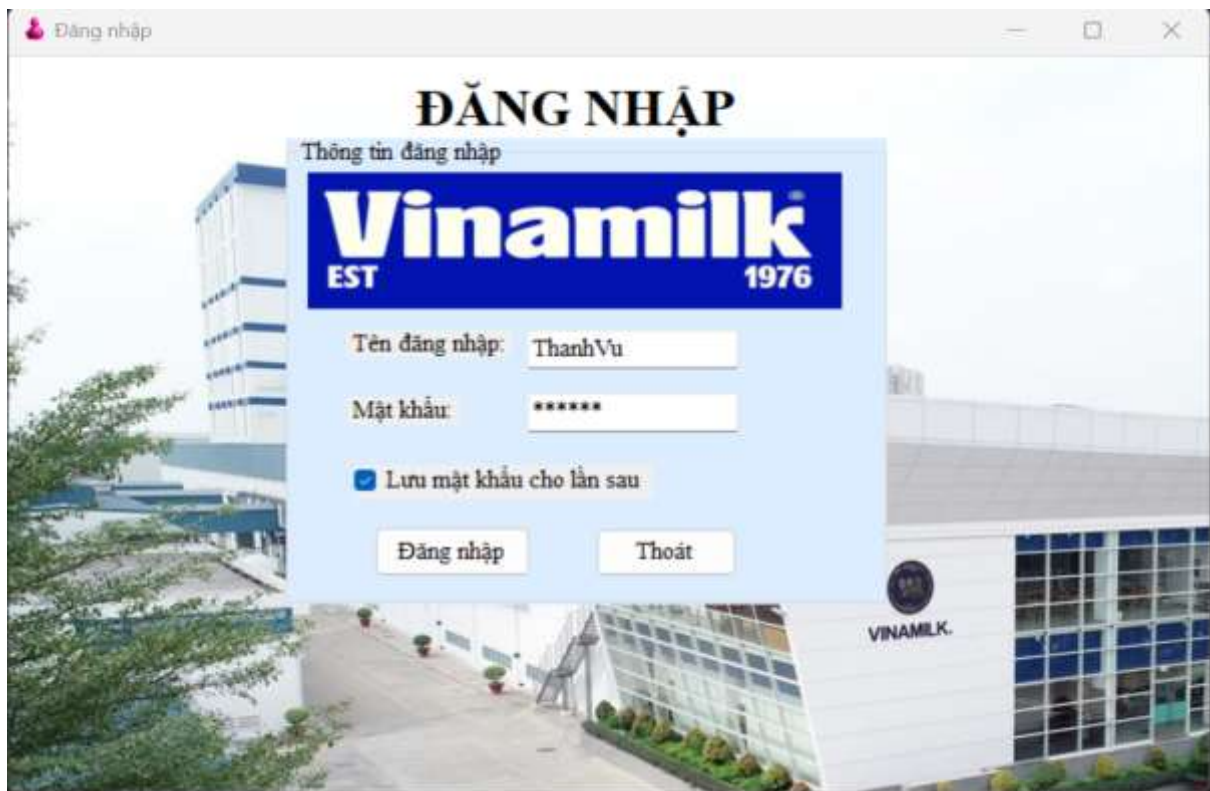 Đăng nhập
ĐĂNG NHẬP
Thông tin đăng nhập
Vinamilk
EST 1976
Tên đăng nhập: ThanhVu
Mật khẩu: ******
Lưu mật khẩu cho lần sau
Đăng nhập Thoát
VINAMILK.